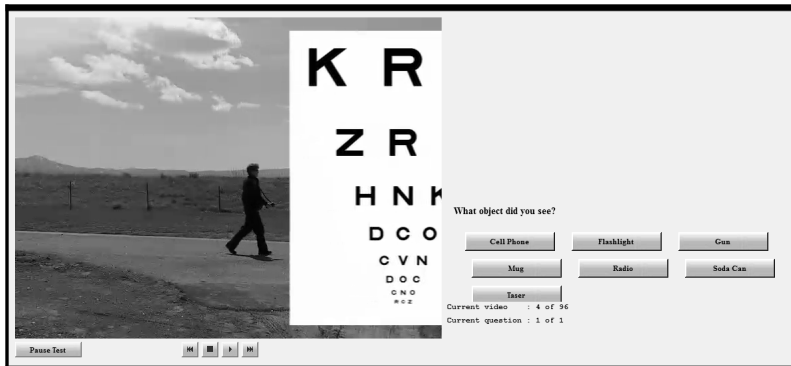 K R
Z R
H N K
D C O
C V N
D O C
C N O
R C Z
What object did you see?
Cell Phone Flashlight Gun
Mug Radio Soda Can
Taser
Current video : 4 of 96
Current question : 1 of 1
Pause Test